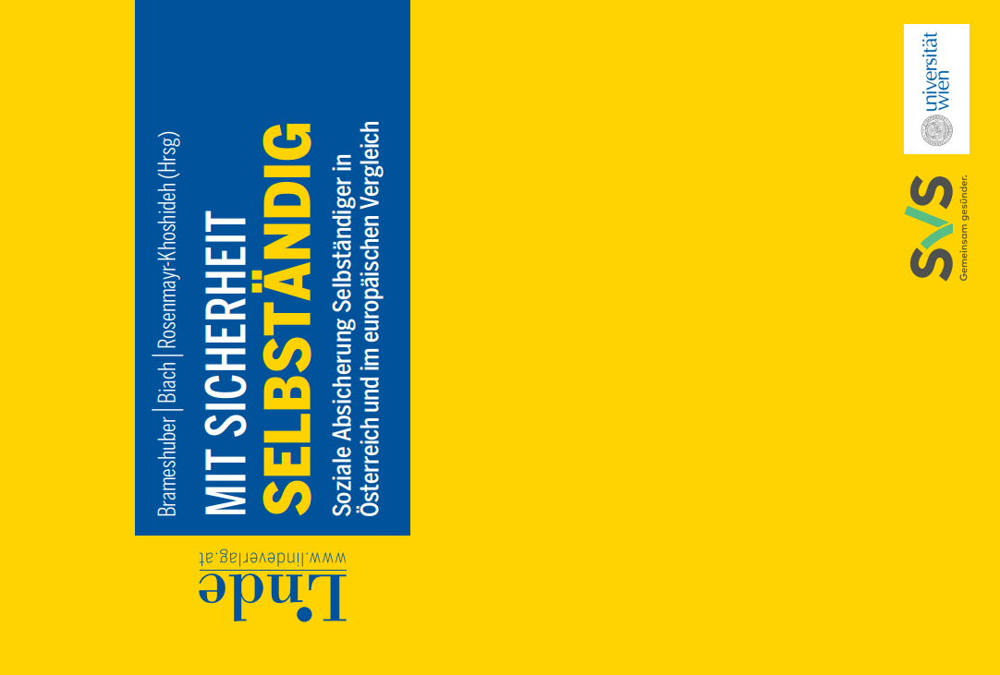 Brameshuber | Biach | Rosenmayr-Khoshideh (Hrsg)
MIT SICHERHEIT
SELBSTÄNDIG
Soziale Absicherung Selbständiger in
Österreich und im europäischen Vergleich
Linde
www.lindeverlag.at
svs
Gemeinsam gesünder.
universität
wien